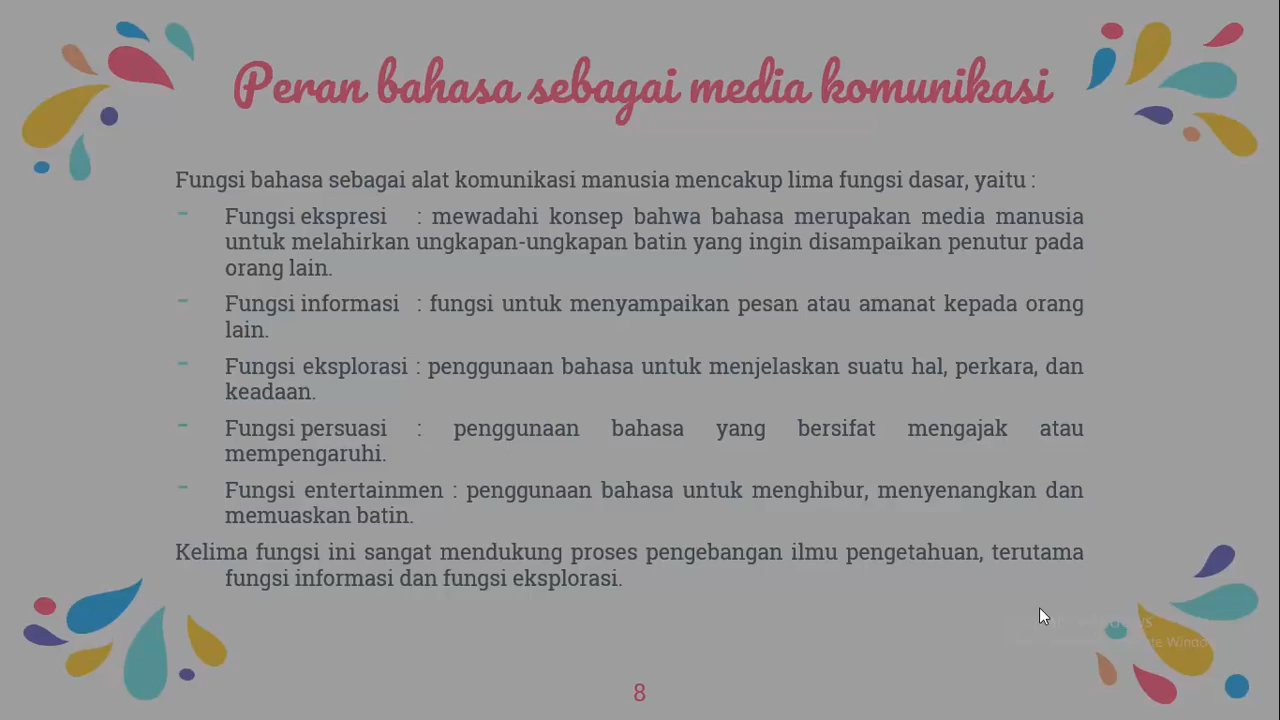 Peran bahasa sebagai media komunikasi
Fungsi bahasa sebagai alat komunikasi manusia mencakup lima fungsi dasar, yaitu :
- Fungsi ekspresi : mewadahi konsep bahwa bahasa merupakan media manusia
untuk melahirkan ungkapan-ungkapan batin yang ingin disampaikan penutur pada
orang lain.
- Fungsi informasi : fungsi untuk menyampaikan pesan atau amanat kepada orang
lain.
- Fungsi eksplorasi : penggunaan bahasa untuk menjelaskan suatu hal, perkara, dan
keadaan.
- Fungsi persuasi : penggunaan bahasa yang bersifat mengajak atau
mempengaruhi.
- Fungsi entertainmen : penggunaan bahasa untuk menghibur, menyenangkan dan
memuaskan batin.
Kelima fungsi ini sangat mendukung proses pengebangan ilmu pengetahuan, terutama
fungsi informasi dan fungsi eksplorasi.
8